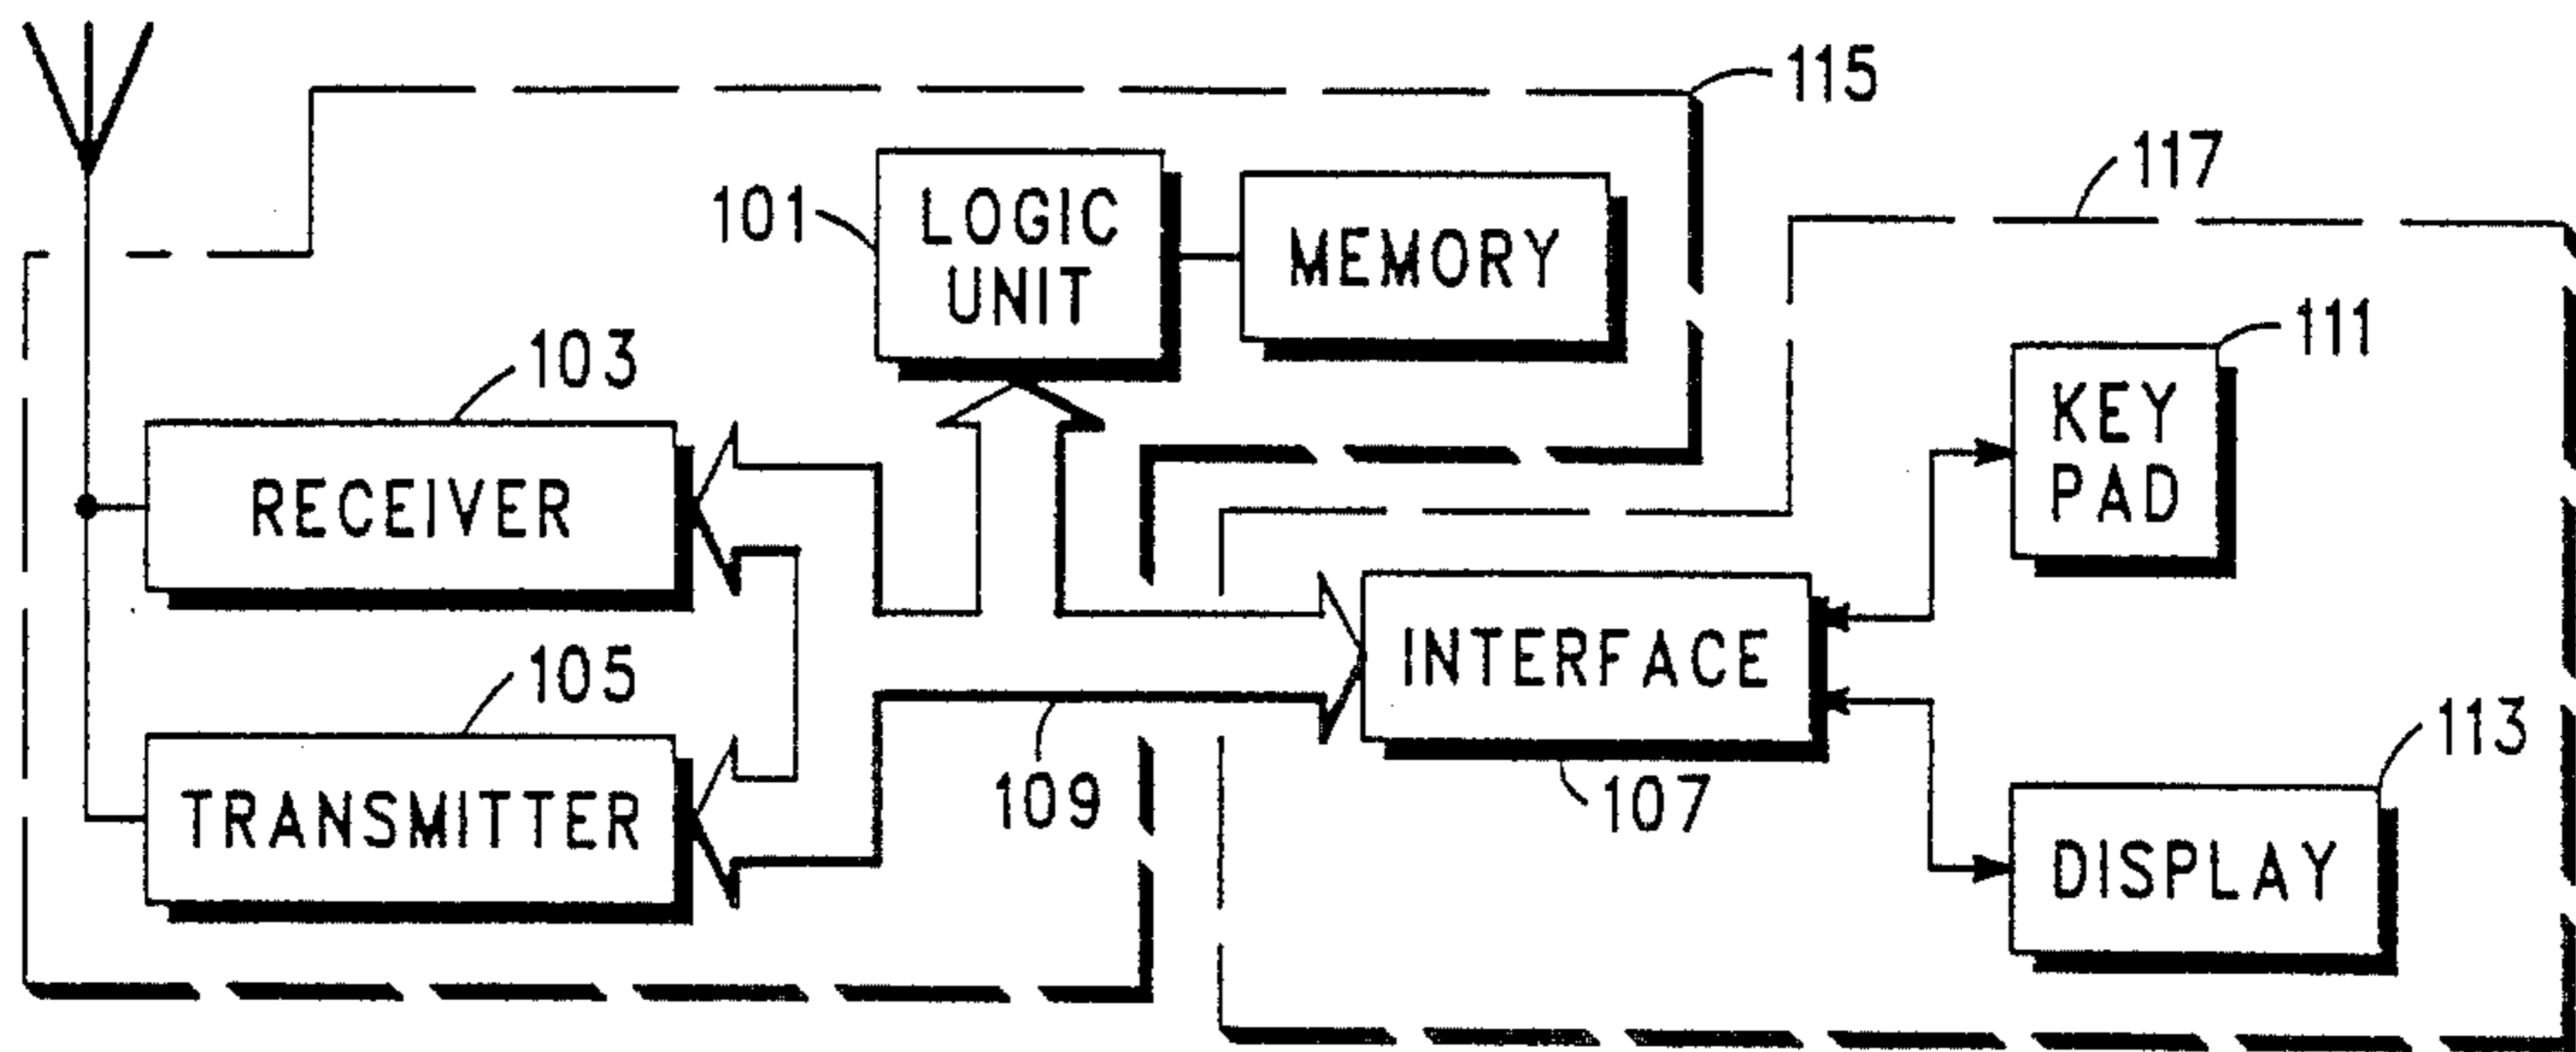 115
117
101
LOGIC
UNIT
MEMORY
111
KEY
PAD
103
RECEIVER
105
TRANSMITTER
109
INTERFACE
107
113
DISPLAY